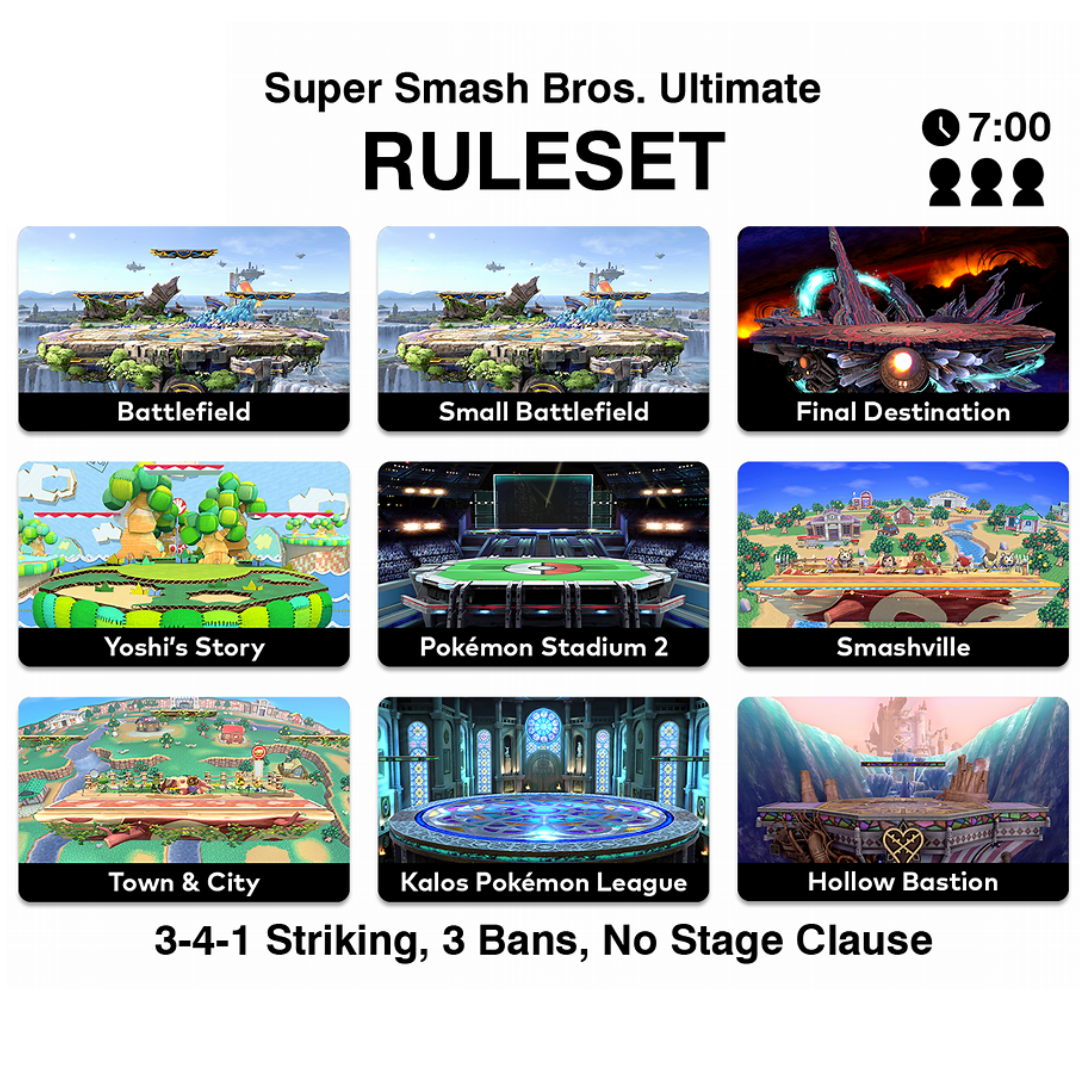 Super Smash Bros. Ultimate
RULESET
7:00
Battlefield
Small Battlefield
Final Destination
Yoshi's Story
Pokémon Stadium 2
Smashville
Town & City
Kalos Pokémon League
Hollow Bastion
3-4-1 Striking, 3 Bans, No Stage Clause